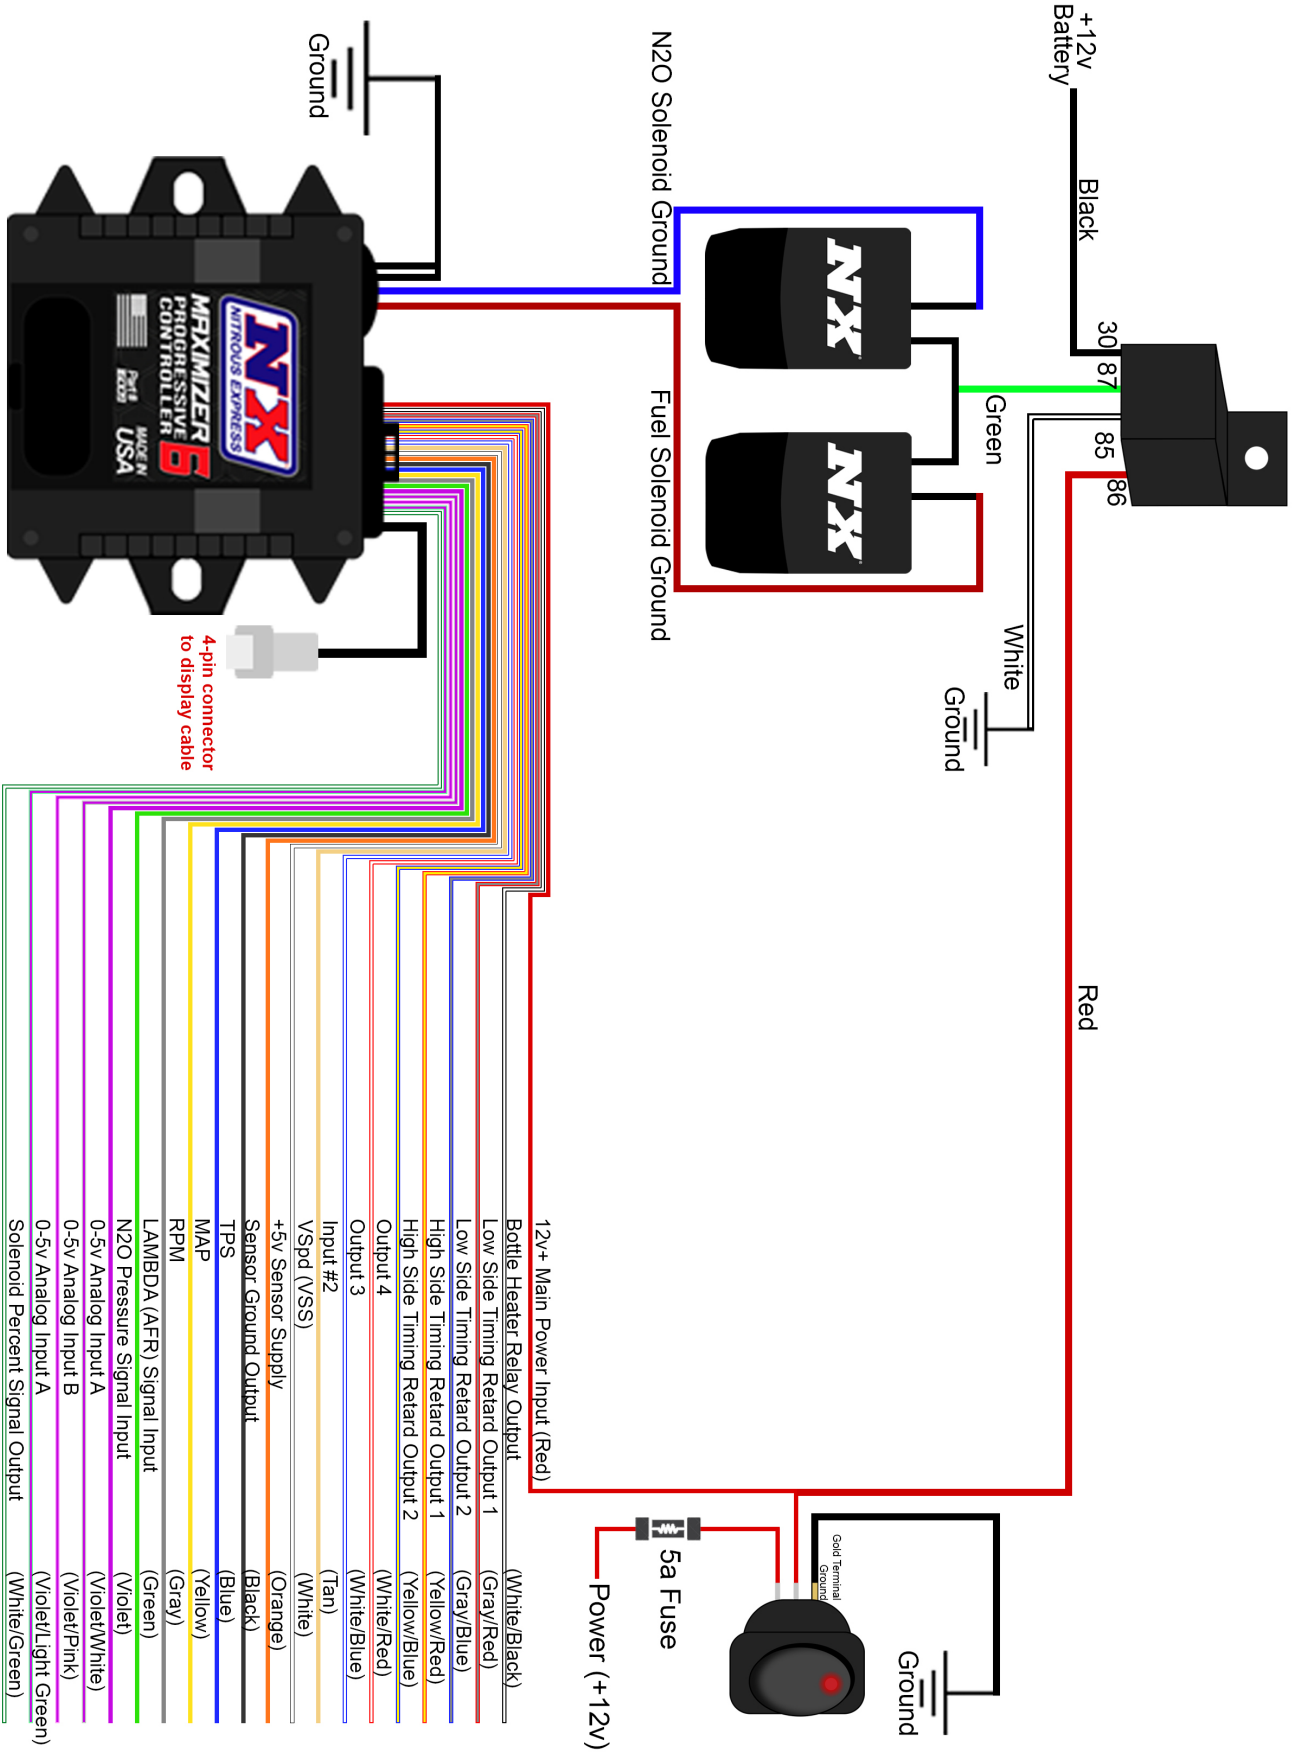 +12v
Battery
Black
30
87
85
86
Green
White
Ground
Red
N2O Solenoid Ground
Fuel Solenoid Ground
NX
NX
Ground
NX
NITROUS EXPRESS
MAXIMIZER 6
PROGRESSIVE
CONTROLLER
MADE IN
USA
Part#
4-pin connector
to display cable
12v+ Main Power Input (Red)
Bottle Heater Relay Output (White/Black)
Low Side Timing Retard Output 1 (Gray/Red)
Low Side Timing Retard Output 2 (Gray/Blue)
High Side Timing Retard Output 1 (Yellow/Red)
High Side Timing Retard Output 2 (Yellow/Blue)
Output 4 (White/Red)
Output 3 (White/Blue)
Input #2 (Tan)
VSpd (VSS) (White)
+5v Sensor Supply (Orange)
Sensor Ground Output (Black)
TPS (Blue)
MAP (Yellow)
RPM (Gray)
LAMBDA (AFR) Signal Input (Green)
N2O Pressure Signal Input (Violet)
0-5v Analog Input A (Violet/White)
0-5v Analog Input B (Violet/Pink)
0-5v Analog Input A (Violet/Light Green)
Solenoid Percent Signal Output (White/Green)
Gold Terminal
Ground
Ground
5a Fuse
Power (+12v)